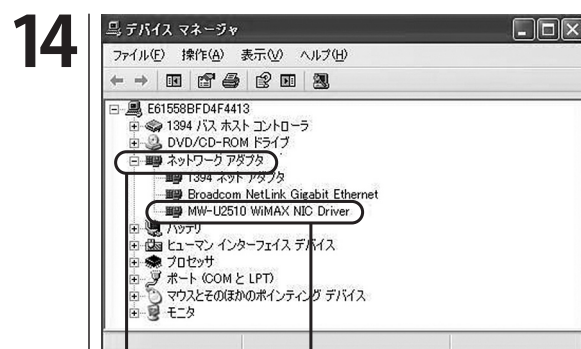 14
デバイス マネージャ
ファイル(F) 操作(A) 表示(V) ヘルプ(H)
E61558BFD4F4413
1394 バス ホスト コントローラ
DVD/CD-ROM ドライブ
ネットワーク アダプタ
1394 ネット アダプタ
Broadcom NetLink Gigabit Ethernet
MW-U2510 WiMAX NIC Driver
バッテリ
ヒューマン インターフェイス デバイス
プロセッサ
ポート (COM と LPT)
マウスとそのほかのポインティング デバイス
モニタ